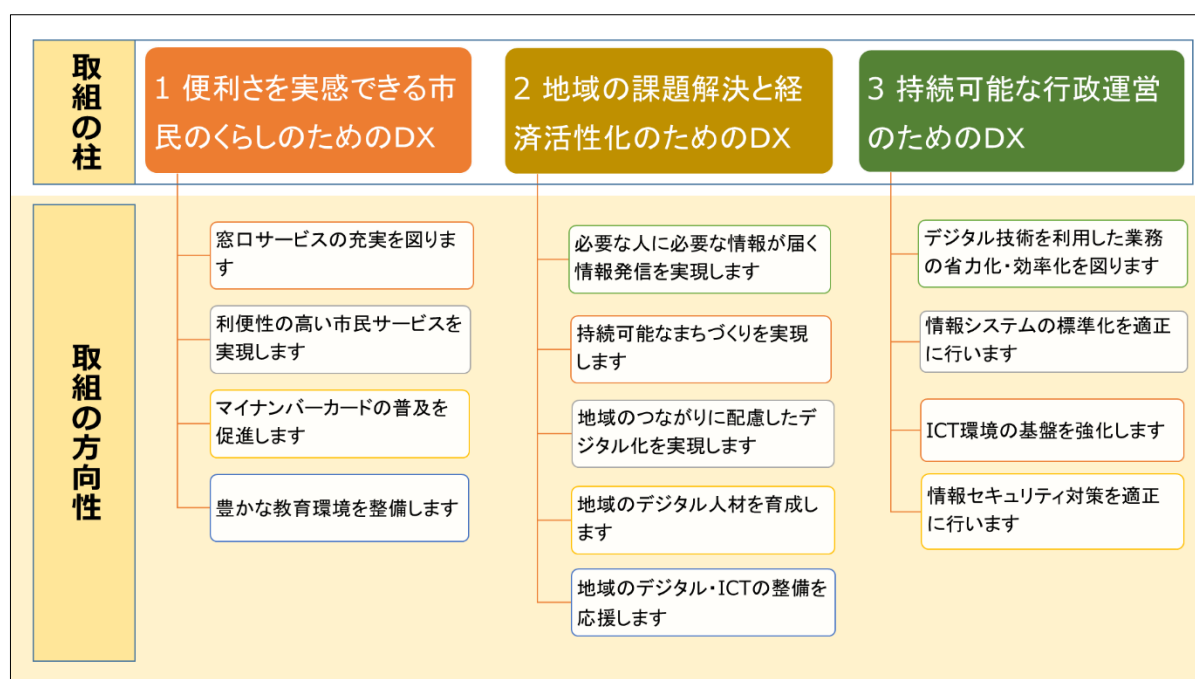 取組の柱
1 便利さを実感できる市
民のくらしのためのDX
2 地域の課題解決と経
済活性化のためのDX
3 持続可能な行政運営
のためのDX
取組の方向性
窓口サービスの充実を図りま
す
利便性の高い市民サービスを
実現します
マイナンバーカードの普及を
促進します
豊かな教育環境を整備します
必要な人に必要な情報が届く
情報発信を実現します
持続可能なまちづくりを実現
します
地域のつながりに配慮したデ
ジタル化を実現します
地域のデジタル人材を育成し
ます
地域のデジタル・ICTの整備を
応援します
デジタル技術を利用した業務
の省力化・効率化を図ります
情報システムの標準化を適正
に行います
ICT環境の基盤を強化します
情報セキュリティ対策を適正
に行います